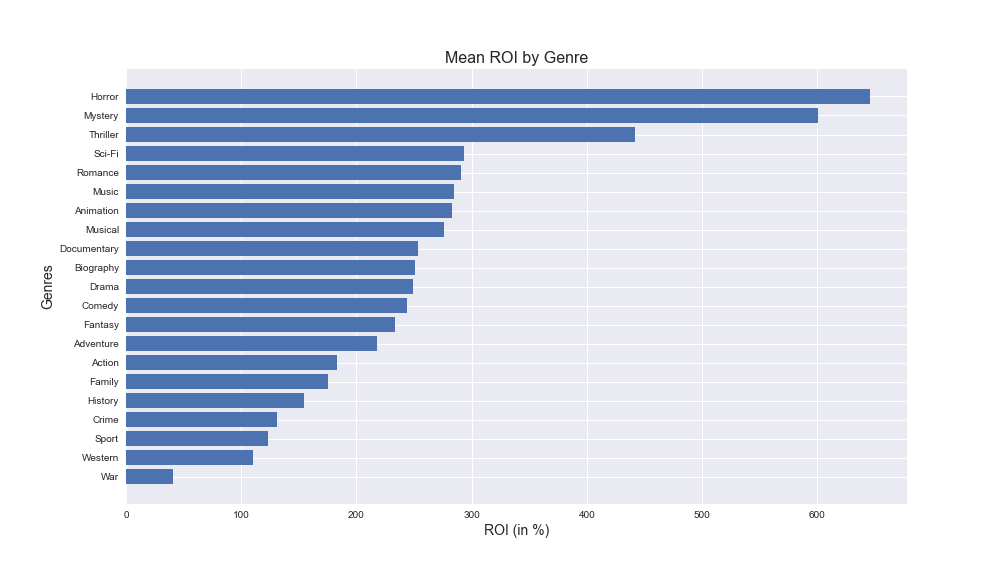 Mean ROI by Genre
Genres
Horror
Mystery
Thriller
Sci-Fi
Romance
Music
Animation
Musical
Documentary
Biography
Drama
Comedy
Fantasy
Adventure
Action
Family
History
Crime
Sport
Western
War
0 100 200 300 400 500 600
ROI (in %)